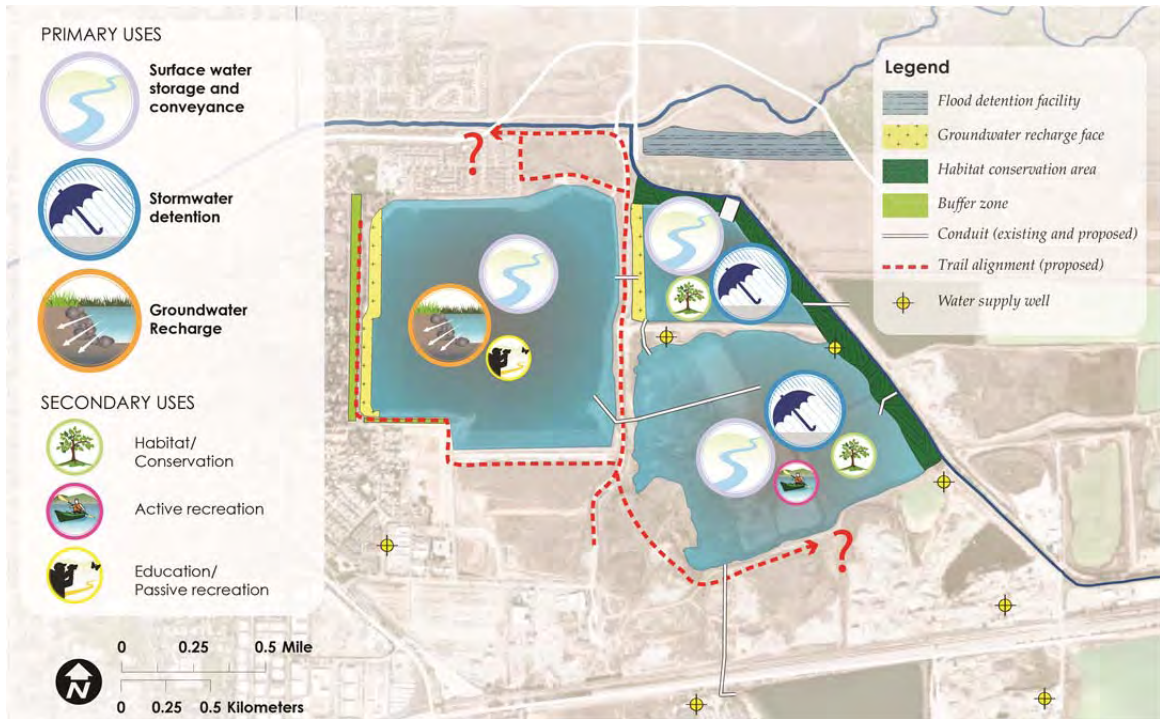 PRIMARY USES
Surface water
storage and
conveyance
Stormwater
detention
Groundwater
Recharge
SECONDARY USES
Habitat/
Conservation
Active recreation
Education/
Passive recreation
0 0.25 0.5 Mile
N
0 0.25 0.5 Kilometers
?
?
Legend
Flood detention facility
Groundwater recharge face
Habitat conservation area
Buffer zone
Conduit (existing and proposed)
Trail alignment (proposed)
Water supply well